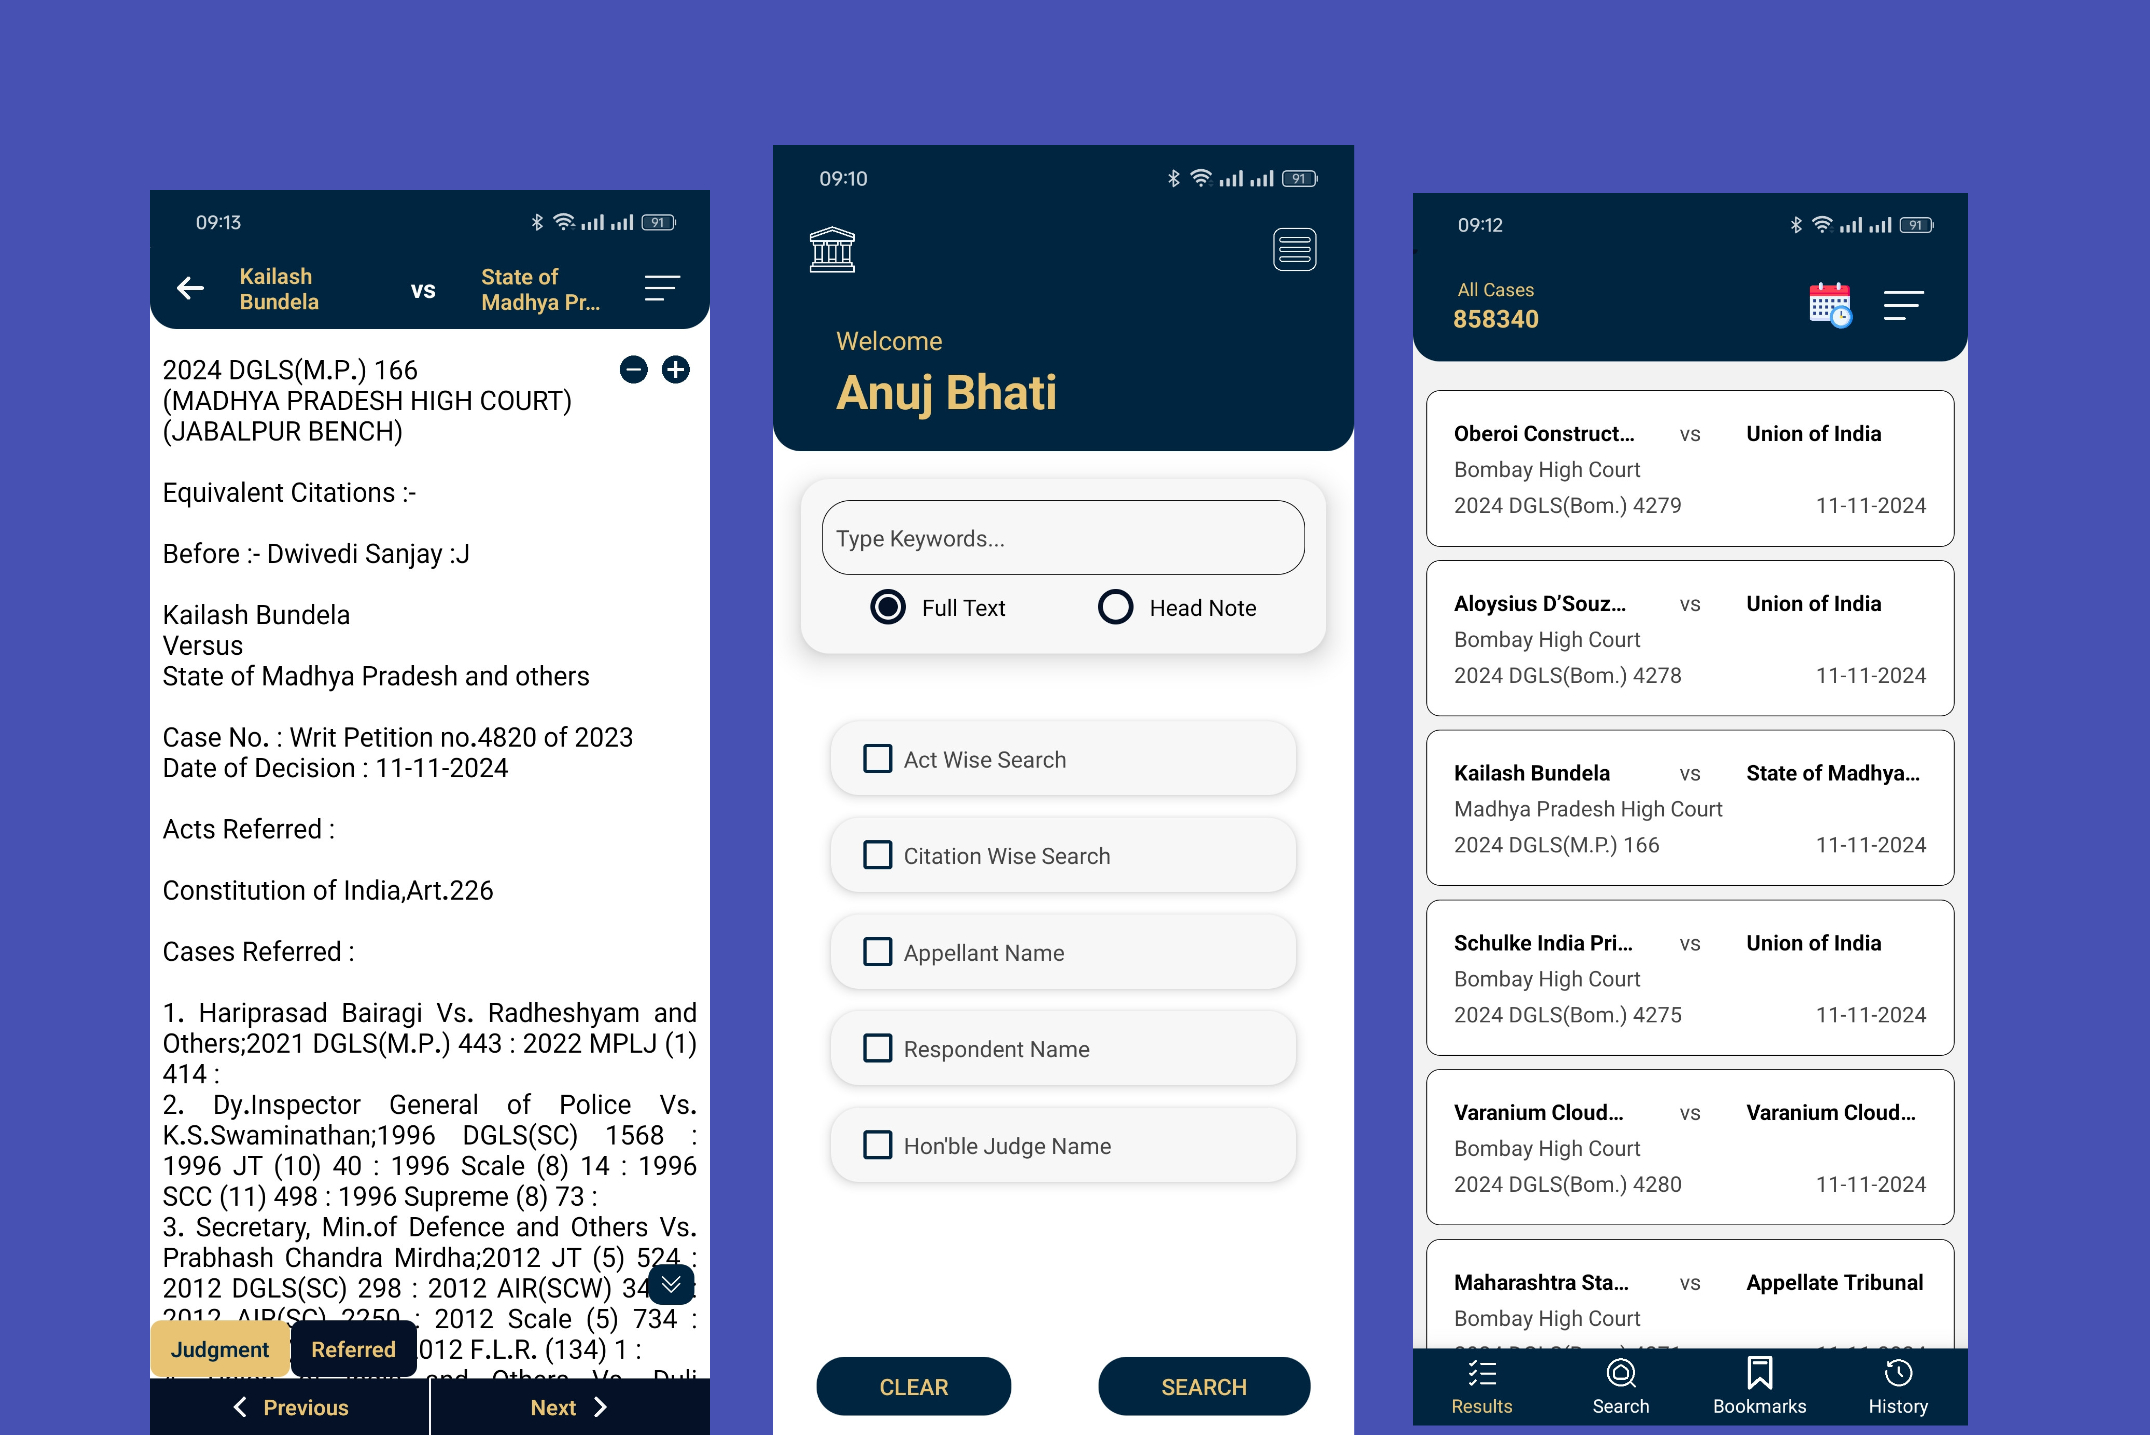 09:13
91
Kailash
Bundela
vs
State of
Madhya Pr...
2024 DGLS(M.P.) 166
(MADHYA PRADESH HIGH COURT)
(JABALPUR BENCH)
Equivalent Citations :-
Before :- Dwivedi Sanjay :J
Kailash Bundela
Versus
State of Madhya Pradesh and others
Case No. : Writ Petition no.4820 of 2023
Date of Decision : 11-11-2024
Acts Referred :
Constitution of India,Art.226
Cases Referred :
1. Hariprasad Bairagi Vs. Radheshyam and
Others;2021 DGLS(M.P.) 443 : 2022 MPLJ (1)
414 :
2. Dy.Inspector General of Police Vs.
K.S.Swaminathan;1996 DGLS(SC) 1568 :
1996 JT (10) 40 : 1996 Scale (8) 14 : 1996
SCC (11) 498 : 1996 Supreme (8) 73 :
3. Secretary, Min.of Defence and Others Vs.
Prabhash Chandra Mirdha;2012 JT (5) 524 :
2012 DGLS(SC) 298 : 2012 AIR(SCW) 34
2012 AIR(SC) 2250 : 2012 Scale (5) 734 :
012 F.L.R. (134) 1 :
and Others Vs.
Judgment
Referred
Previous
Next
09:10
91
Welcome
Anuj Bhati
Type Keywords...
Full Text
Head Note
Act Wise Search
Citation Wise Search
Appellant Name
Respondent Name
Hon'ble Judge Name
CLEAR
SEARCH
09:12
91
All Cases
858340
Oberoi Construct... vs Union of India
Bombay High Court
2024 DGLS(Bom.) 4279 11-11-2024
Aloysius D’Souz... vs Union of India
Bombay High Court
2024 DGLS(Bom.) 4278 11-11-2024
Kailash Bundela vs State of Madhya...
Madhya Pradesh High Court
2024 DGLS(M.P.) 166 11-11-2024
Schulke India Pri... vs Union of India
Bombay High Court
2024 DGLS(Bom.) 4275 11-11-2024
Varanium Cloud... vs Varanium Cloud...
Bombay High Court
2024 DGLS(Bom.) 4280 11-11-2024
Maharashtra Sta... vs Appellate Tribunal
Bombay High Court
Results
Search
Bookmarks
History